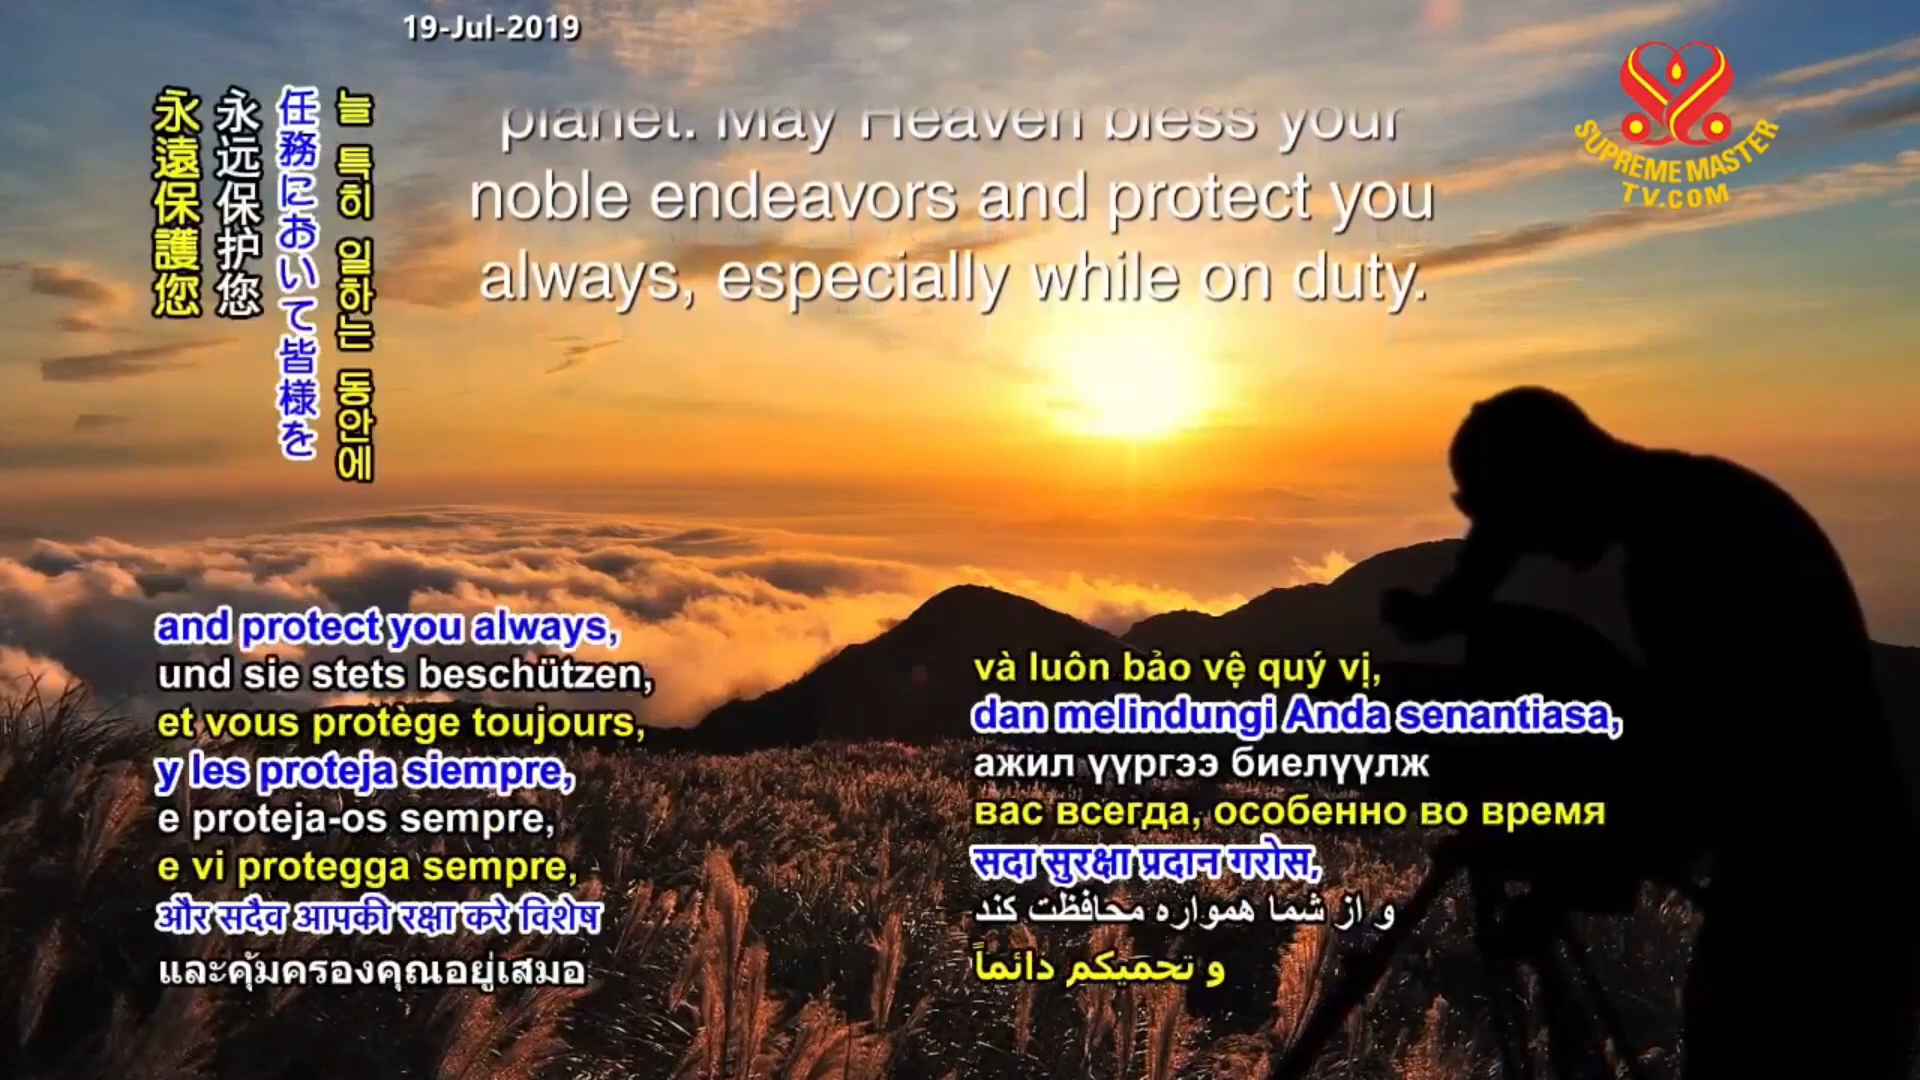 19-Jul-2019
SUPREME MASTER
TV.COM
planet. May Heaven bless your
noble endeavors and protect you
always, especially while on duty.
늘 특히 일하는 동안에
任務において皆様を
永远保护您
永遠保護您
and protect you always,
und sie stets beschützen,
et vous protège toujours,
y les proteja siempre,
e proteja-os sempre,
e vi protegga sempre,
और सदैव आपकी रक्षा करे विशेष
และคุ้มครองคุณอยู่เสมอ
và luôn bảo vệ quý vị,
dan melindungi Anda senantiasa,
ажил үүргээ биелүүлж
вас всегда, особенно во время
सदा सुरक्षा प्रदान गरोस,
و از شما همواره محافظت کند
و تحميكم دائماً